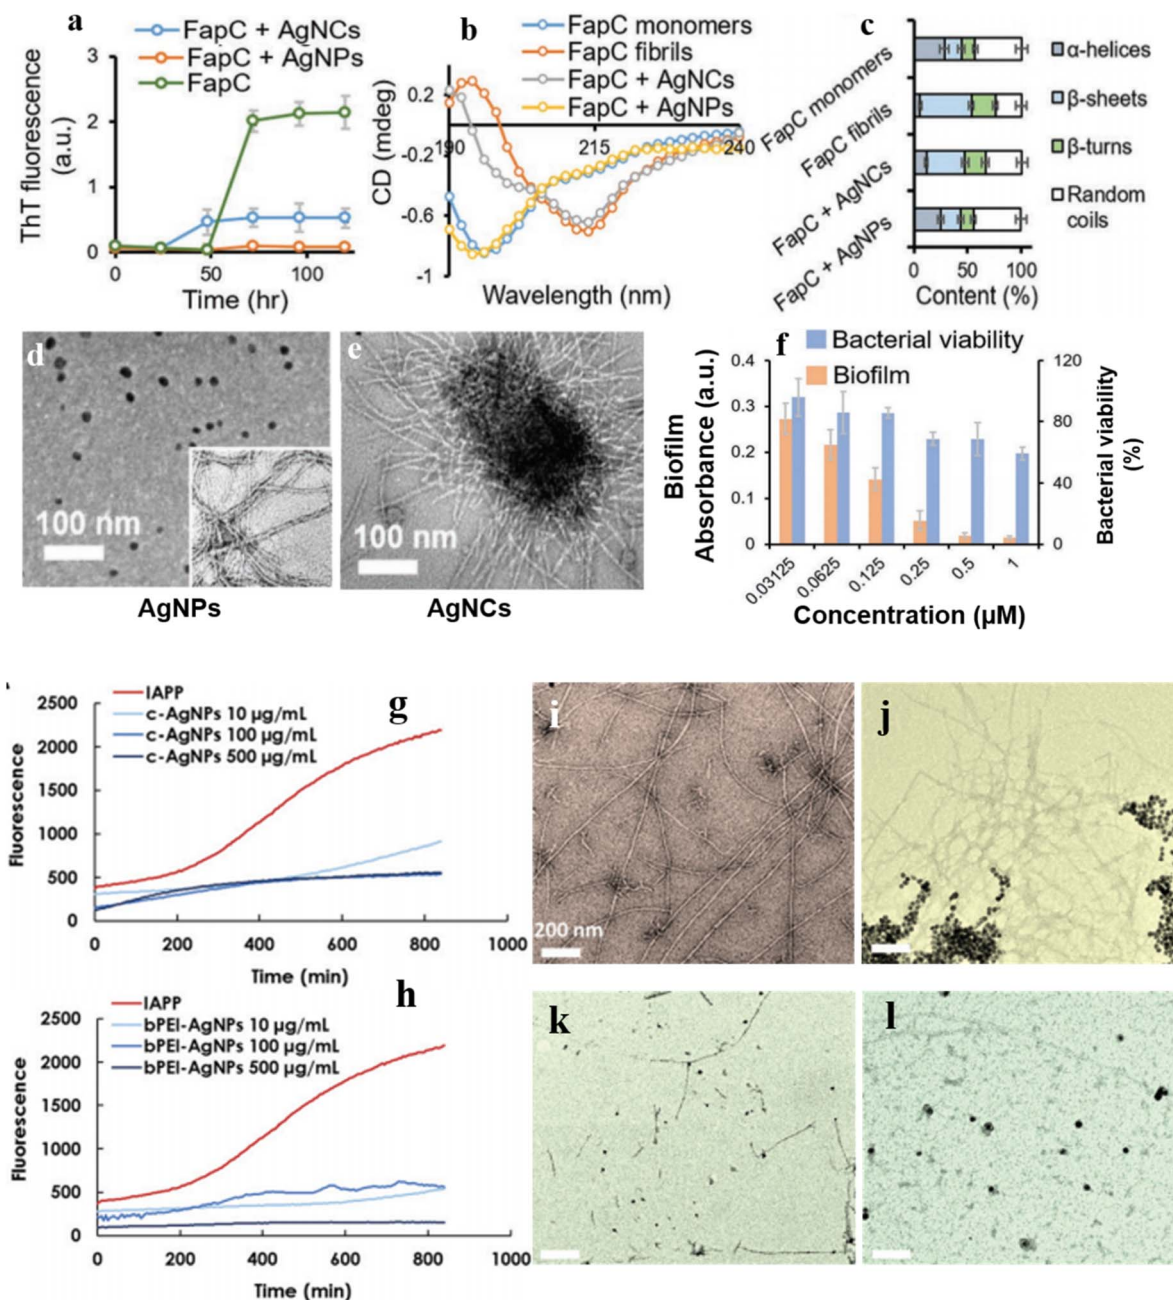 a
FapC + AgNCs
FapC + AgNPs
FapC
3
2
1
0
ThT fluorescence
(a.u.)
0
50
100
Time (hr)
b
FapC monomers
FapC fibrils
FapC + AgNCs
FapC + AgNPs
0.2
-0.2
-0.6
-1
190
215
240
CD (mdeg)
Wavelength (nm)
c
FapC monomers
FapC fibrils
FapC + AgNCs
FapC + AgNPs
0
50
100
Content (%)
α-helices
β-sheets
β-turns
Random
coils
d
100 nm
AgNPs
e
100 nm
AgNCs
f
Bacterial viability
Biofilm
0.4
0.3
0.2
0.1
0
Biofilm
Absorbance (a.u.)
120
80
40
0
Bacterial viability
(%)
0.03125
0.0625
0.125
0.25
0.5
1
Concentration (μM)
g
IAPP
c-AgNPs 10 μg/mL
c-AgNPs 100 μg/mL
c-AgNPs 500 μg/mL
2500
2000
1500
1000
500
0
Fluorescence
0
200
400
600
800
1000
Time (min)
h
IAPP
bPEI-AgNPs 10 μg/mL
bPEI-AgNPs 100 μg/mL
bPEI-AgNPs 500 μg/mL
2500
2000
1500
1000
500
0
Fluorescence
0
200
400
600
800
1000
Time (min)
i
200 nm
j
k
l